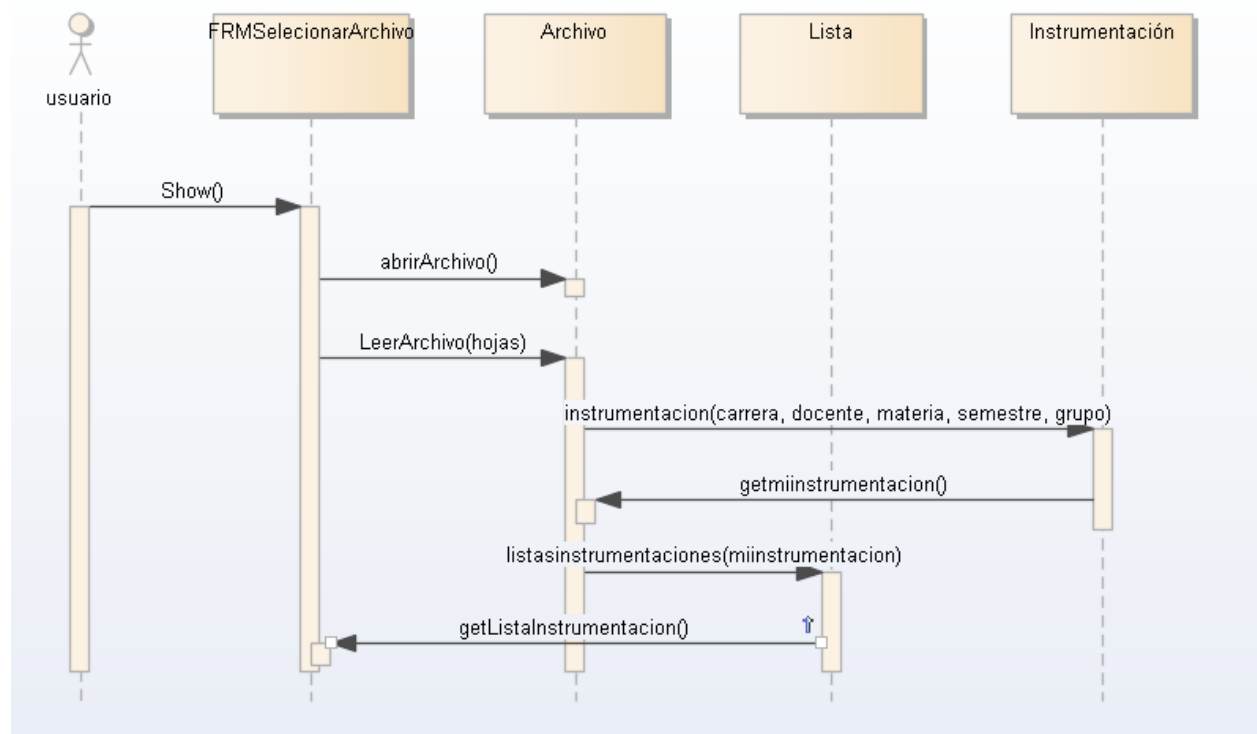 FRMSelecionarArchivo
Archivo
Lista
Instrumentación
usuario
Show()
abrirArchivo()
LeerArchivo(hojas)
instrumentacion(carrera, docente, materia, semestre, grupo)
getmiinstrumentacion()
listasinstrumentaciones(miinstrumentacion)
getListaInstrumentacion()